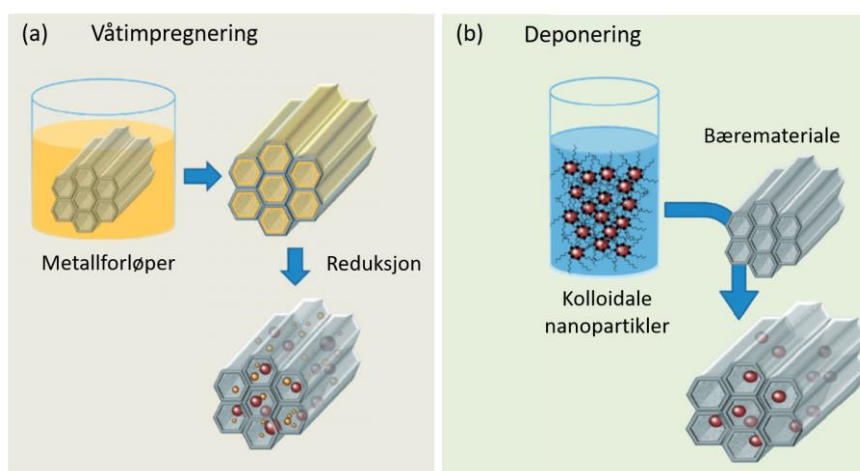 (a) Våtimpregnering
Metallforløper
Reduksjon
(b) Deponering
Bæremateriale
Kolloidale
nanopartikler